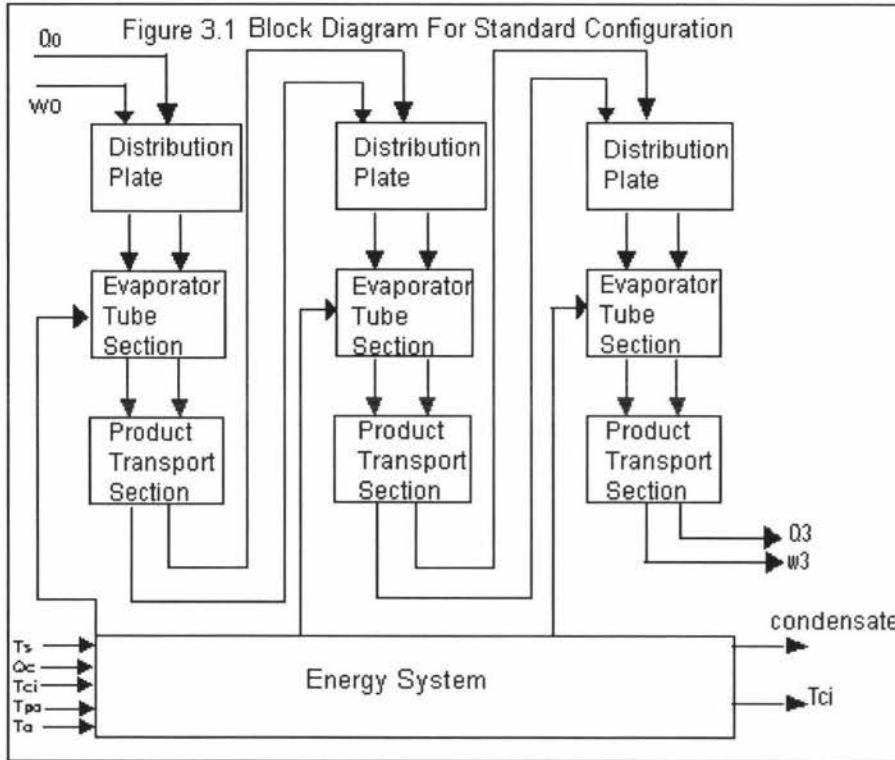 Figure 3.1 Block Diagram For Standard Configuration
Qo
wo
Distribution
Plate
Distribution
Plate
Distribution
Plate
Evaporator
Tube
Section
Evaporator
Tube
Section
Evaporator
Tube
Section
Product
Transport
Section
Product
Transport
Section
Product
Transport
Section
Q3
w3
condensate
Ts
Qc
Tci
Tpa
Ta
Energy System
Tci